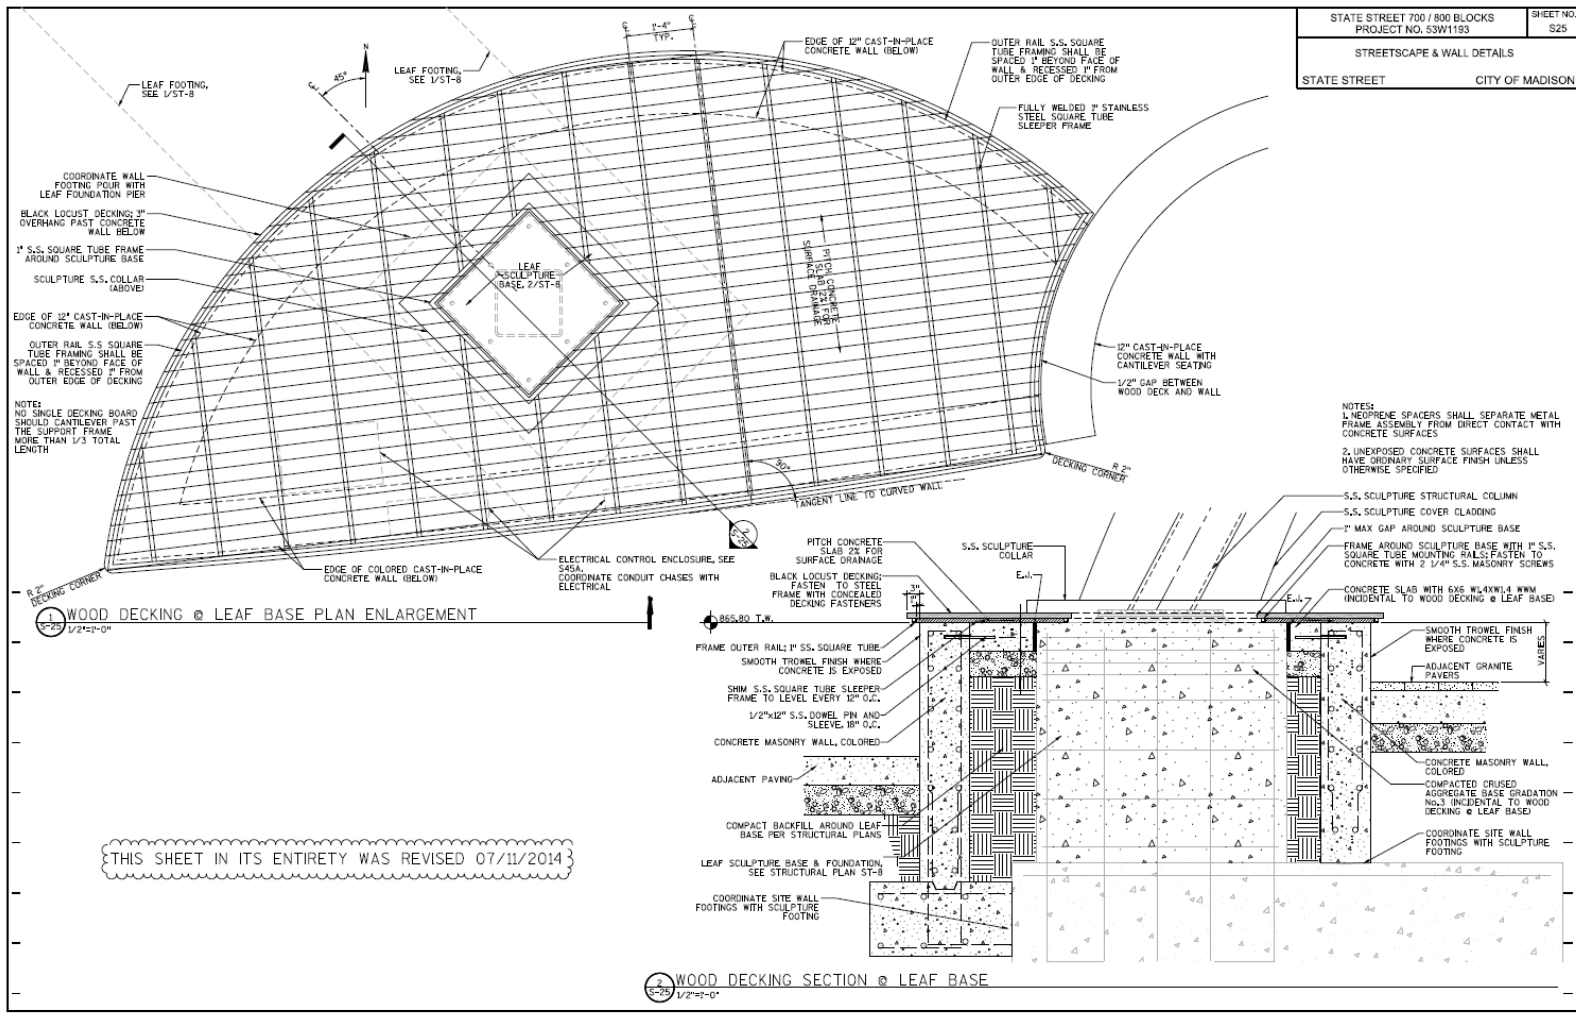 STATE STREET 700 / 800 BLOCKS
PROJECT NO. 53W1193
SHEET NO.
S25
STREETSCAPE & WALL DETAILS
STATE STREET
CITY OF MADISON
LEAF FOOTING,
SEE 1/ST-8
45°
N
LEAF FOOTING,
SEE 1/ST-8
1'-4"
TYP.
EDGE OF 12" CAST-IN-PLACE
CONCRETE WALL (BELOW)
OUTER RAIL S.S. SQUARE
TUBE FRAMING SHALL BE
SPACED 1" BEYOND FACE OF
WALL & RECESSED 1" FROM
OUTER EDGE OF DECKING
FULLY WELDED 1" STAINLESS
STEEL SQUARE TUBE
SLEEPER FRAME
COORDINATE WALL
FOOTING POUR WITH
LEAF FOUNDATION PIER
BLACK LOCUST DECKING; 3"
OVERHANG PAST CONCRETE
WALL BELOW
1" S.S. SQUARE TUBE FRAME
AROUND SCULPTURE BASE
SCULPTURE S.S. COLLAR
(ABOVE)
EDGE OF 12" CAST-IN-PLACE
CONCRETE WALL (BELOW)
OUTER RAIL S.S SQUARE
TUBE FRAMING SHALL BE
SPACED 1" BEYOND FACE OF
WALL & RECESSED 1" FROM
OUTER EDGE OF DECKING
NOTE:
NO SINGLE DECKING BOARD
SHOULD CANTILEVER PAST
THE SUPPORT FRAME
MORE THAN 1/3 TOTAL
LENGTH
LEAF
SCULPTURE
BASE, 2/ST-8
PITCH CONCRETE
SLAB 2% FOR
SURFACE DRAINAGE
12" CAST-IN-PLACE
CONCRETE WALL WITH
CANTILEVER SEATING
1/2" GAP BETWEEN
WOOD DECK AND WALL
R 2"
DECKING CORNER
90°
TANGENT LINE TO CURVED WALL
2
S-25
R 2"
DECKING CORNER
EDGE OF COLORED CAST-IN-PLACE
CONCRETE WALL (BELOW)
ELECTRICAL CONTROL ENCLOSURE, SEE
S45A.
COORDINATE CONDUIT CHASES WITH
ELECTRICAL
1
S-25
WOOD DECKING @ LEAF BASE PLAN ENLARGEMENT
1/2"=1'-0"
NOTES:
1. NEOPRENE SPACERS SHALL SEPARATE METAL
FRAME ASSEMBLY FROM DIRECT CONTACT WITH
CONCRETE SURFACES
2. UNEXPOSED CONCRETE SURFACES SHALL
HAVE ORDINARY SURFACE FINISH UNLESS
OTHERWISE SPECIFIED
S.S. SCULPTURE STRUCTURAL COLUMN
S.S. SCULPTURE COVER CLADDING
1" MAX GAP AROUND SCULPTURE BASE
FRAME AROUND SCULPTURE BASE WITH 1" S.S.
SQUARE TUBE MOUNTING RAILS; FASTEN TO
CONCRETE WITH 2 1/4" S.S. MASONRY SCREWS
CONCRETE SLAB WITH 6X6 W1.4XW1.4 WWM
(INCIDENTAL TO WOOD DECKING @ LEAF BASE)
SMOOTH TROWEL FINISH
WHERE CONCRETE IS
EXPOSED
VARIES
ADJACENT GRANITE
PAVERS
CONCRETE MASONRY WALL,
COLORED
COMPACTED CRUSED
AGGREGATE BASE GRADATION
No.3 (INCIDENTAL TO WOOD
DECKING @ LEAF BASE)
COORDINATE SITE WALL
FOOTINGS WITH SCULPTURE
FOOTING
PITCH CONCRETE
SLAB 2% FOR
SURFACE DRAINAGE
S.S. SCULPTURE
COLLAR
E.J.
E.J.
BLACK LOCUST DECKING;
FASTEN TO STEEL
FRAME WITH CONCEALED
DECKING FASTENERS
3"
1"
865.80 T.W.
FRAME OUTER RAIL; 1" SS. SQUARE TUBE
SMOOTH TROWEL FINISH WHERE
CONCRETE IS EXPOSED
SHIM S.S. SQUARE TUBE SLEEPER
FRAME TO LEVEL EVERY 12" O.C.
1/2"x12" S.S. DOWEL PIN AND
SLEEVE, 18" O.C.
CONCRETE MASONRY WALL, COLORED
ADJACENT PAVING
COMPACT BACKFILL AROUND LEAF
BASE PER STRUCTURAL PLANS
LEAF SCULPTURE BASE & FOUNDATION,
SEE STRUCTURAL PLAN ST-8
COORDINATE SITE WALL
FOOTINGS WITH SCULPTURE
FOOTING
THIS SHEET IN ITS ENTIRETY WAS REVISED 07/11/2014
2
S-25
WOOD DECKING SECTION @ LEAF BASE
1/2"=1'-0"